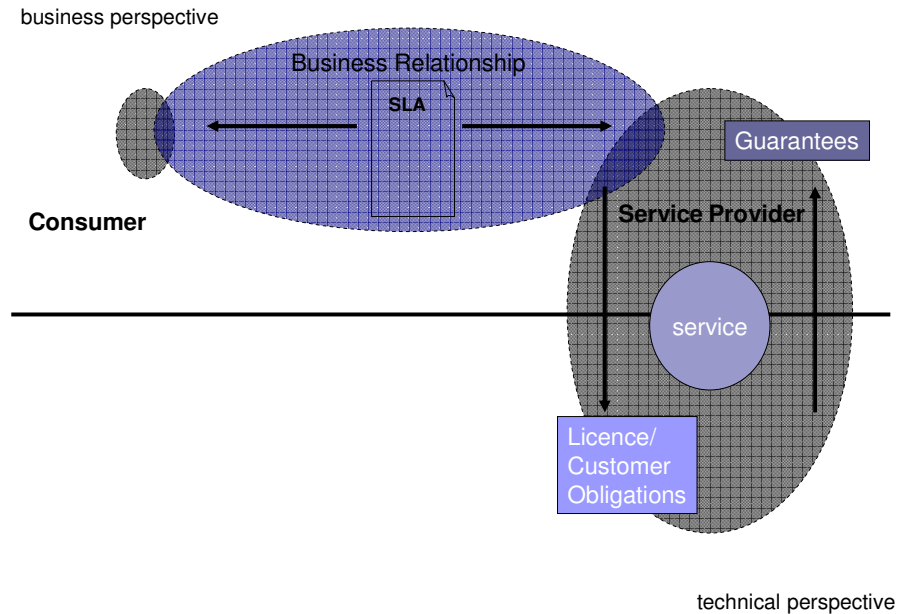 business perspective
Business Relationship
SLA
Guarantees
Consumer
Service Provider
service
Licence/
Customer
Obligations
technical perspective